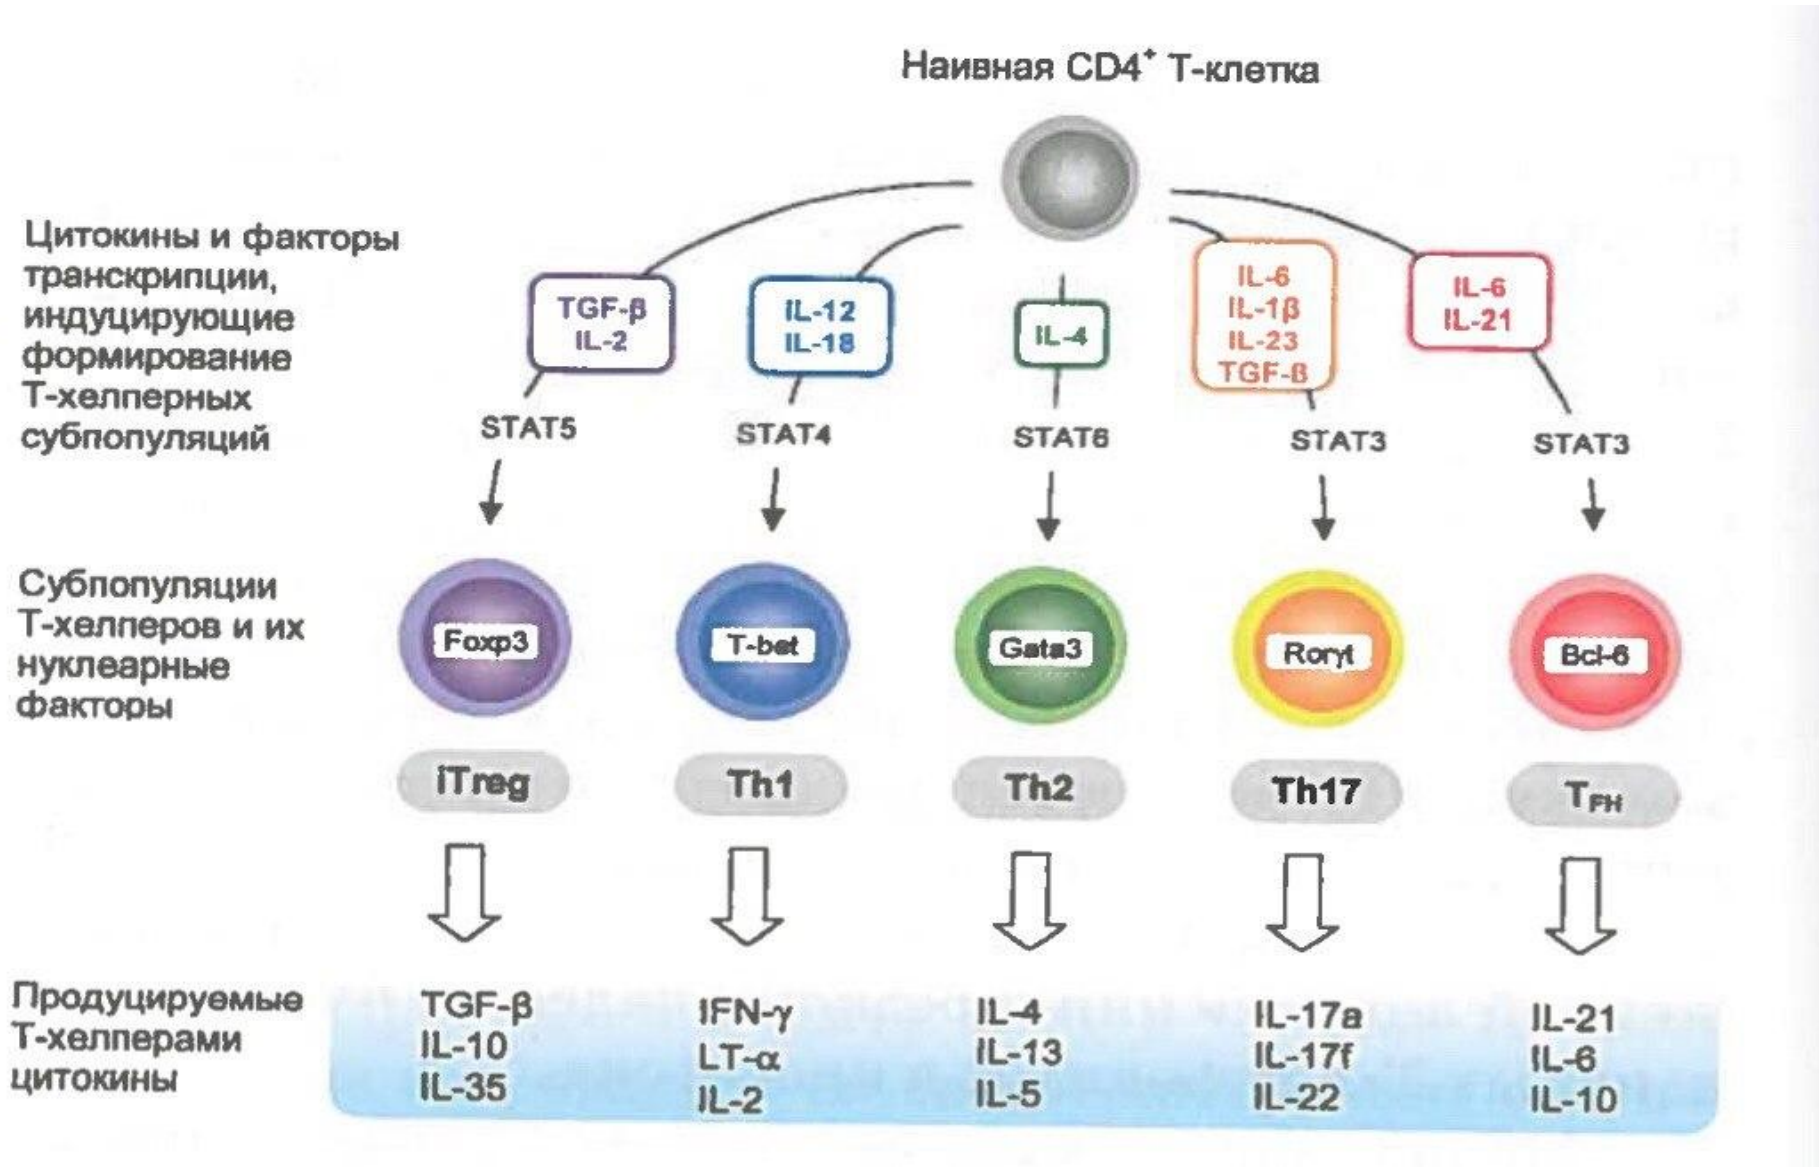 Наивная CD4⁺ Т-клетка
Цитокины и факторы
транскрипции,
индуцирующие
формирование
Т-хелперных
субпопуляций
TGF-β
IL-2
IL-12
IL-18
IL-4
IL-6
IL-1β
IL-23
TGF-ß
IL-6
IL-21
STAT5
STAT4
STAT6
STAT3
STAT3
Субпопуляции
Т-хелперов и их
нуклеарные
факторы
Foxp3
T-bet
Gata3
Rorγt
Bcl-6
iTreg
Th1
Th2
Th17
TFH
Продуцируемые
Т-хелперами
цитокины
TGF-β
IL-10
IL-35
IFN-γ
LT-α
IL-2
IL-4
IL-13
IL-5
IL-17a
IL-17f
IL-22
IL-21
IL-6
IL-10